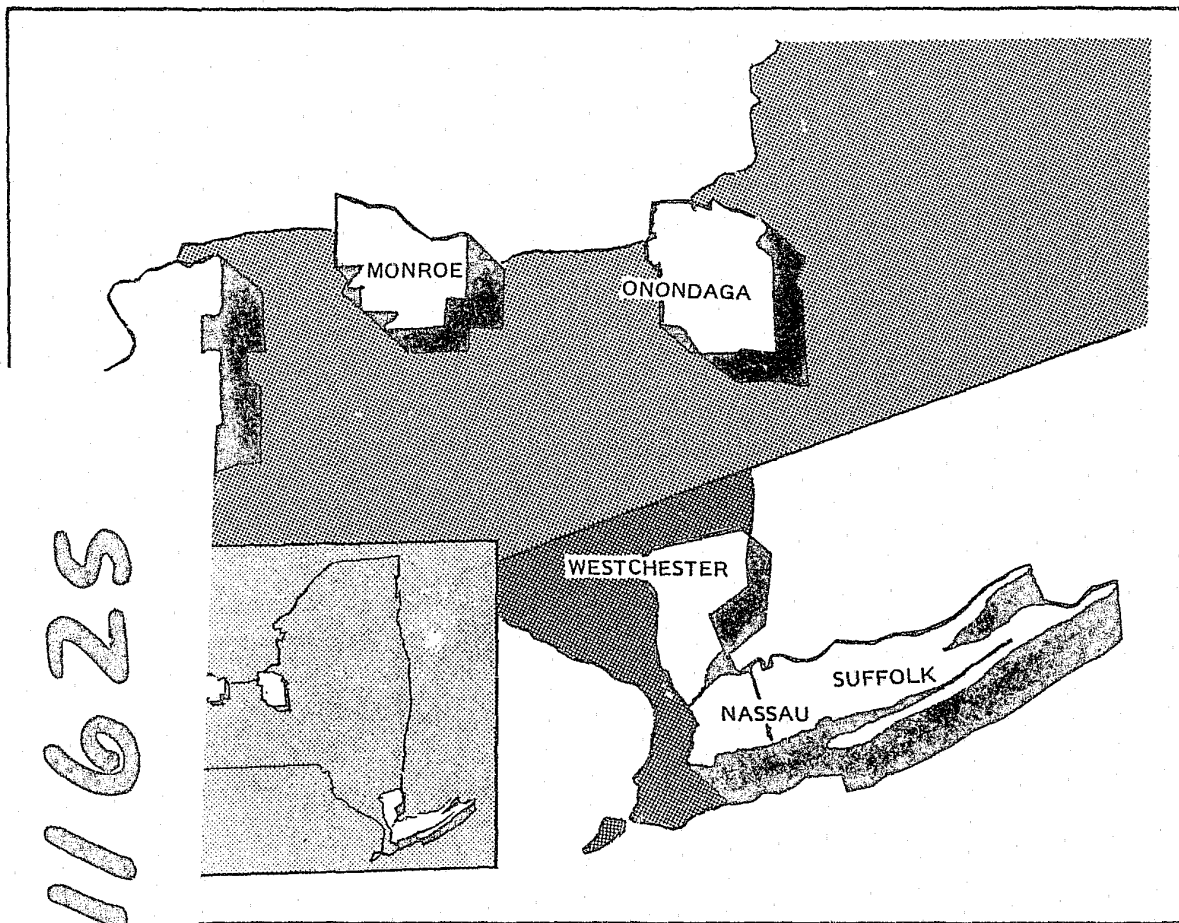 MONROE
ONONDAGA
WESTCHESTER
SUFFOLK
NASSAU
11625